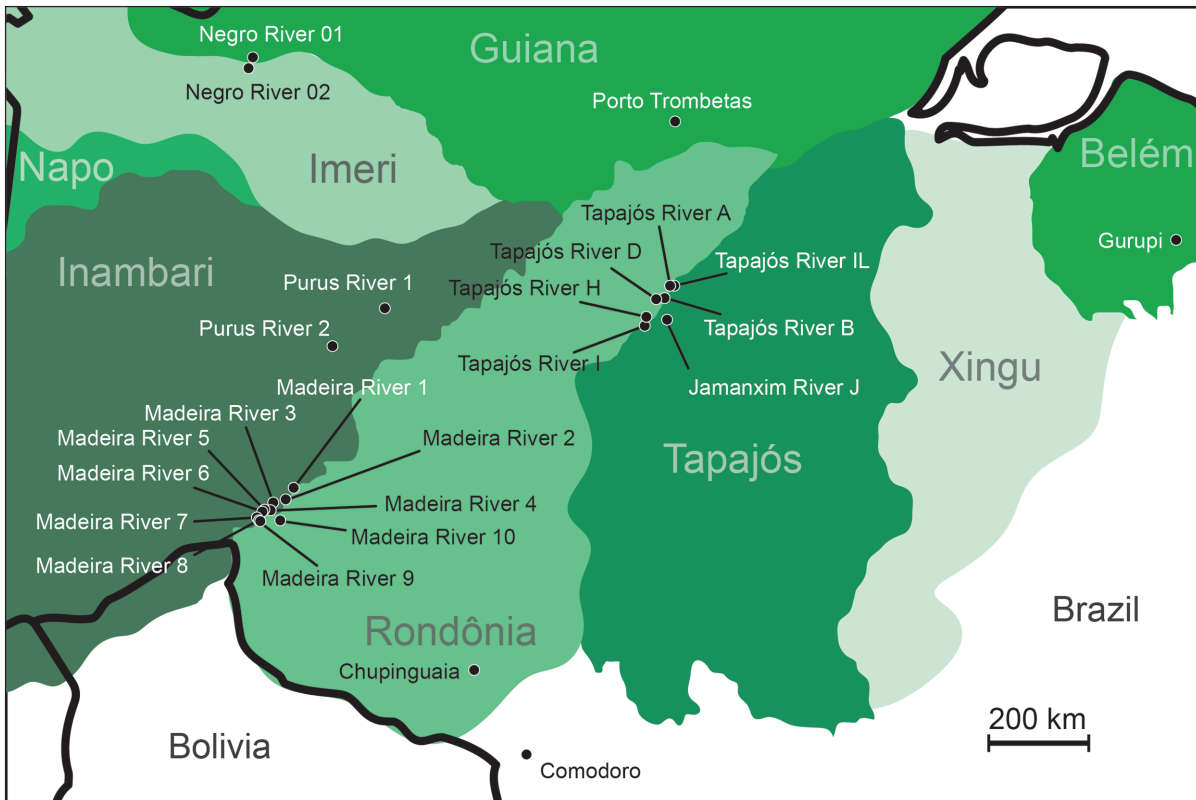 Negro River 01
Guiana
Negro River 02
Porto Trombetas
Napo
Imeri
Belém
Tapajós River A
Gurupi
Tapajós River D
Tapajós River IL
Inambari
Purus River 1
Tapajós River H
Purus River 2
Tapajós River B
Tapajós River I
Xingu
Madeira River 1
Jamanxim River J
Madeira River 3
Madeira River 5
Madeira River 2
Tapajós
Madeira River 6
Madeira River 4
Madeira River 7
Madeira River 10
Madeira River 8
Madeira River 9
Brazil
Rondônia
Chupinguaia
200 km
Bolivia
Comodoro